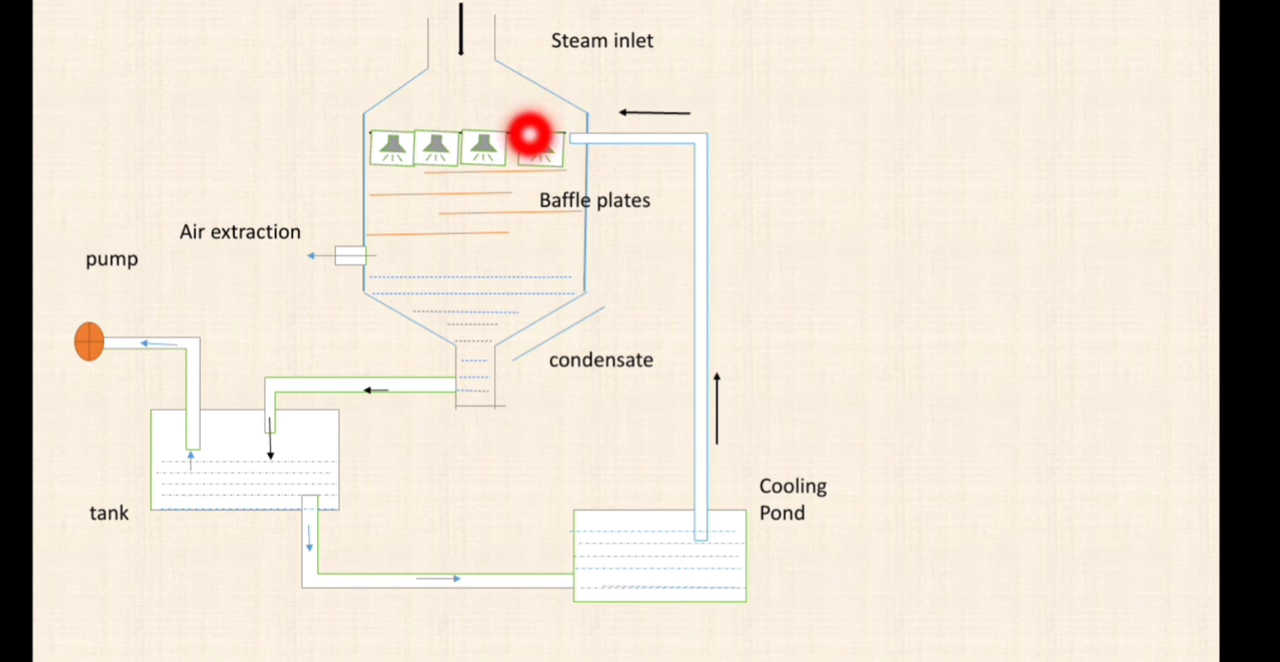 Steam inlet
Baffle plates
Air extraction
pump
condensate
Cooling
Pond
tank